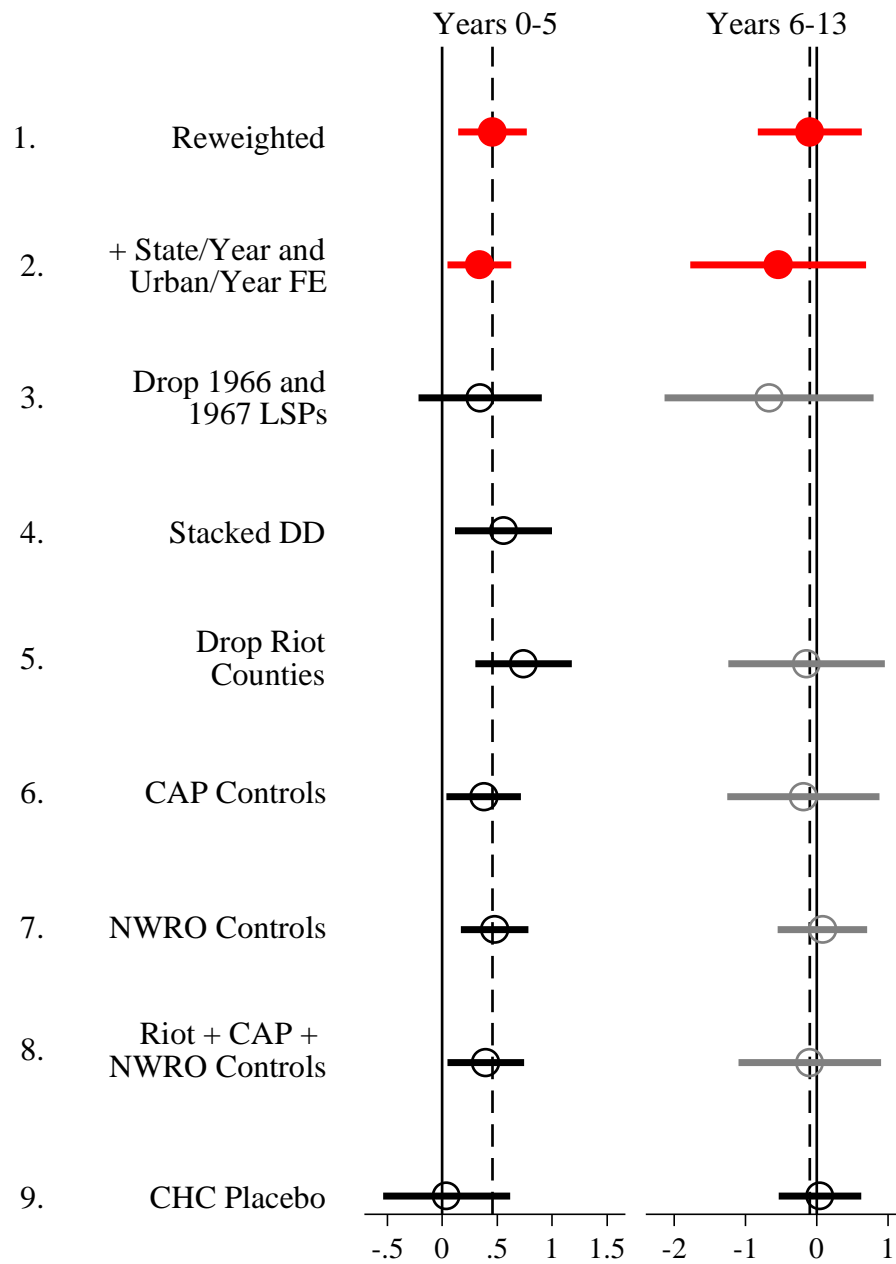 Years 0-5 Years 6-13
1. Reweighted
+ State/Year and
2. Urban/Year FE
Drop 1966 and
3. 1967 LSPs
4. Stacked DD
Drop Riot
5. Counties
6. CAP Controls
7. NWRO Controls
Riot + CAP +
8. NWRO Controls
9. CHC Placebo
-.5 0 .5 1 1.5 -2 -1 0 1